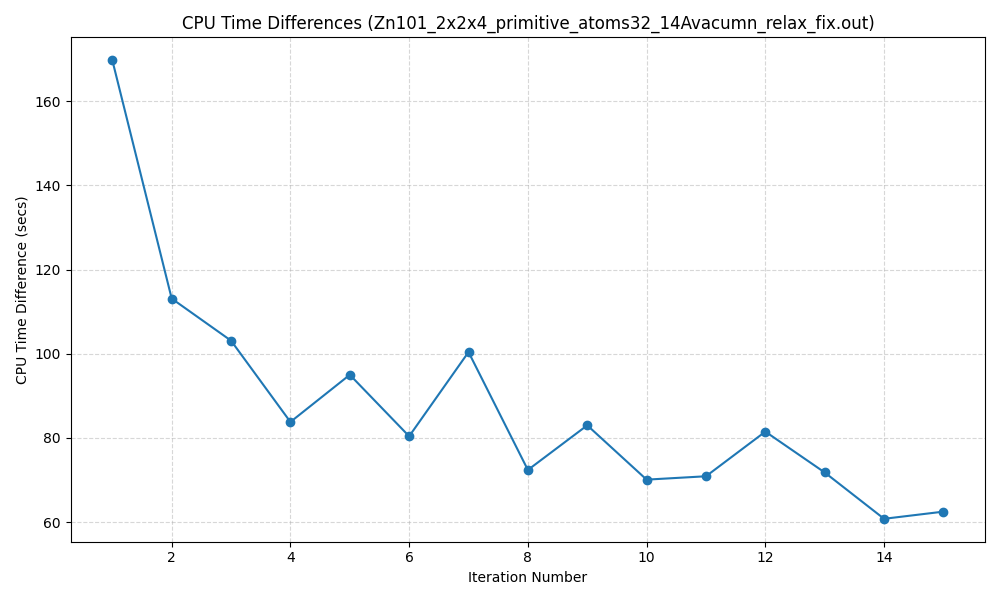 CPU Time Differences (Zn101_2x2x4_primitive_atoms32_14Avacumn_relax_fix.out)
CPU Time Difference (secs)
160
140
120
100
80
60
2 4 6 8 10 12 14
Iteration Number